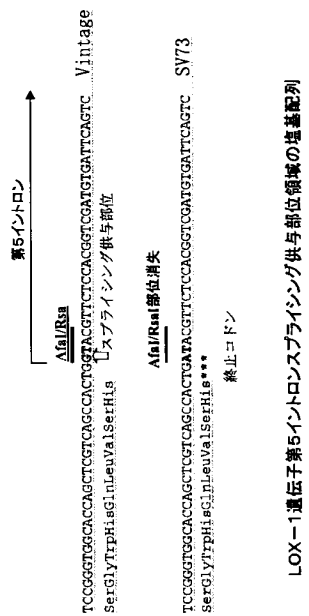 第5イントロン
AfaI/Rsa
TCCGGGTGGCACCAGCTCGTCAGCCACTGGTACGTTCTCCACGGTCGATGTGATTCAGTC Vintage
SerGlyTrpHisGlnLeuValSerHis スプライシング供与部位
AfaI/RsaI部位消失
TCCGGGTGGCACCAGCTCGTCAGCCACTGATACGTTCTCCACGGTCGATGTGATTCAGTC SV73
SerGlyTrpHisGlnLeuValSerHis***
終止コドン
LOX－1遺伝子第5イントロンスプライシング供与部位領域の塩基配列